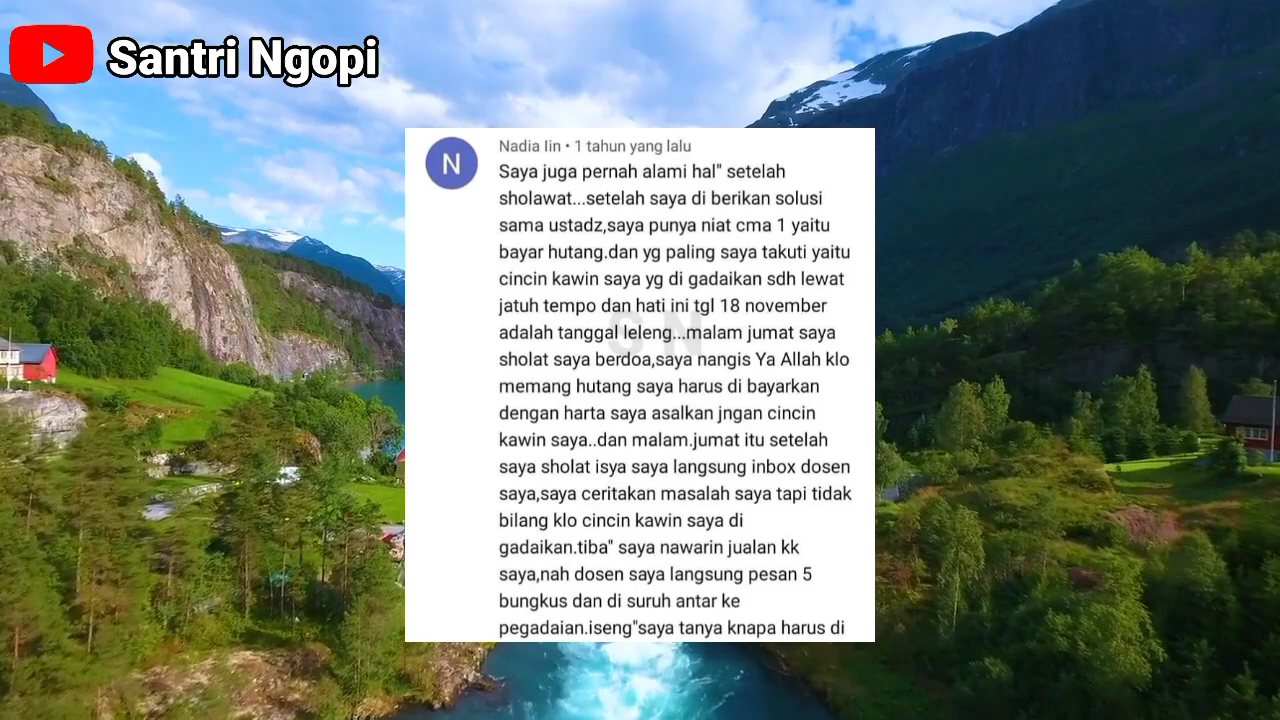 Santri Ngopi
N
Nadia Iin • 1 tahun yang lalu
Saya juga pernah alami hal" setelah
sholawat...setelah saya di berikan solusi
sama ustadz,saya punya niat cma 1 yaitu
bayar hutang.dan yg paling saya takuti yaitu
cincin kawin saya yg di gadaikan sdh lewat
jatuh tempo dan hati ini tgl 18 november
adalah tanggal leleng...malam jumat saya
sholat saya berdoa,saya nangis Ya Allah klo
memang hutang saya harus di bayarkan
dengan harta saya asalkan jngan cincin
kawin saya..dan malam.jumat itu setelah
saya sholat isya saya langsung inbox dosen
saya,saya ceritakan masalah saya tapi tidak
bilang klo cincin kawin saya di
gadaikan.tiba" saya nawarin jualan kk
saya,nah dosen saya langsung pesan 5
bungkus dan di suruh antar ke
pegadaian.iseng"saya tanya knapa harus di